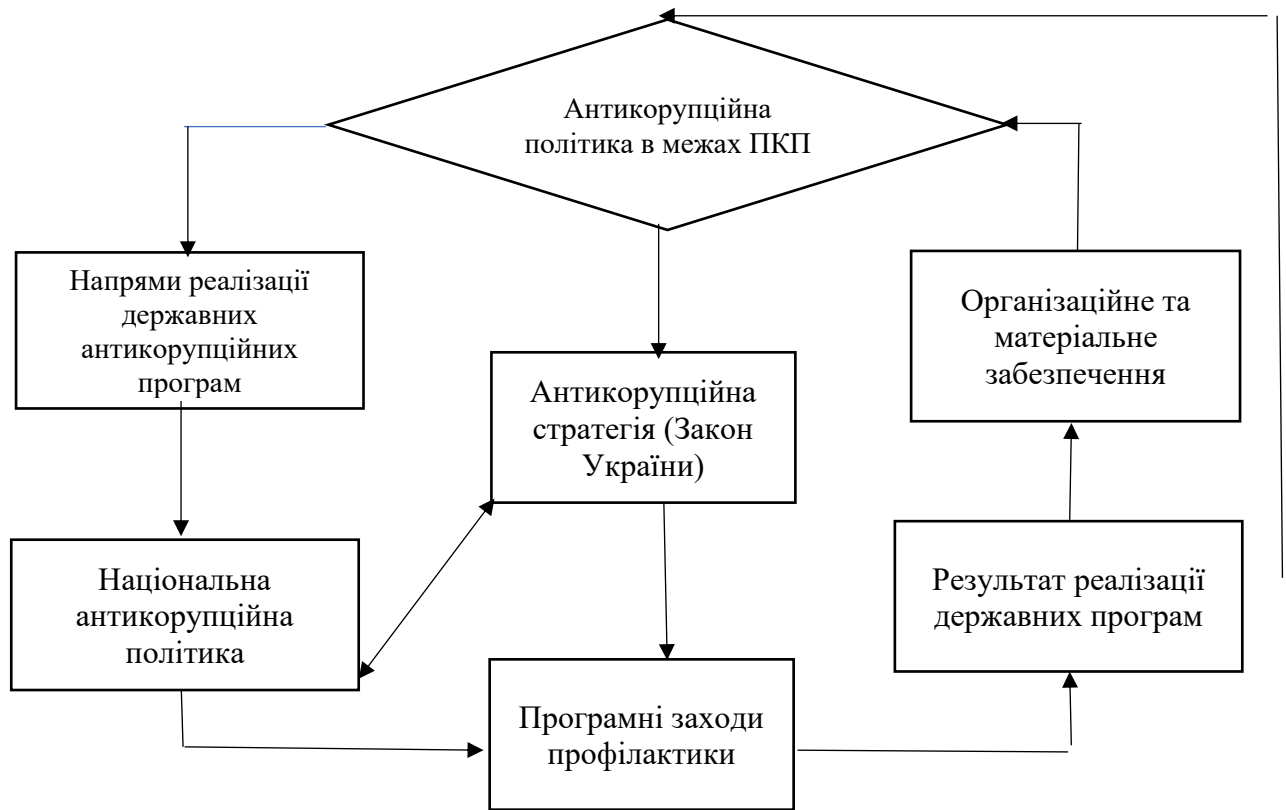 Антикорупційна
політика в межах ПКП
Напрями реалізації
державних
антикорупційних
програм
Організаційне та
матеріальне
забезпечення
Антикорупційна
стратегія (Закон
України)
Національна
антикорупційна
політика
Результат реалізації
державних програм
Програмні заходи
профілактики